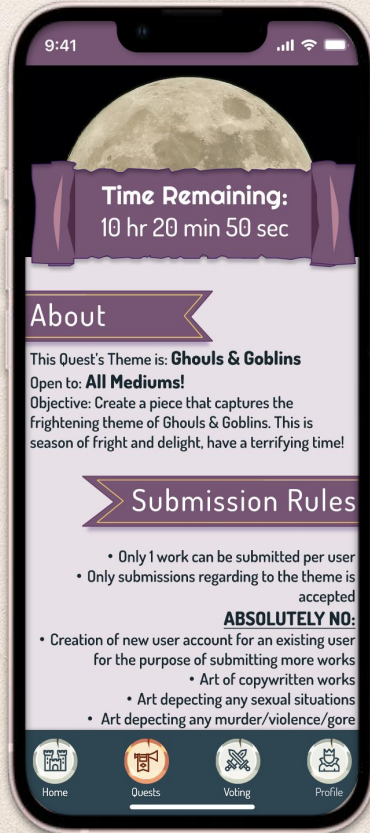 9:41
Time Remaining:
10 hr 20 min 50 sec
About
This Quest's Theme is: Ghouls & Goblins
Open to: All Mediums!
Objective: Create a piece that captures the
frightening theme of Ghouls & Goblins. This is
season of fright and delight, have a terrifying time!
Submission Rules
• Only 1 work can be submitted per user
• Only submissions regarding to the theme is
accepted
ABSOLUTELY NO:
• Creation of new user account for an existing user
for the purpose of submitting more works
• Art of copywritten works
• Art depecting any sexual situations
• Art depecting any murder/violence/gore
Home Quests Voting Profile